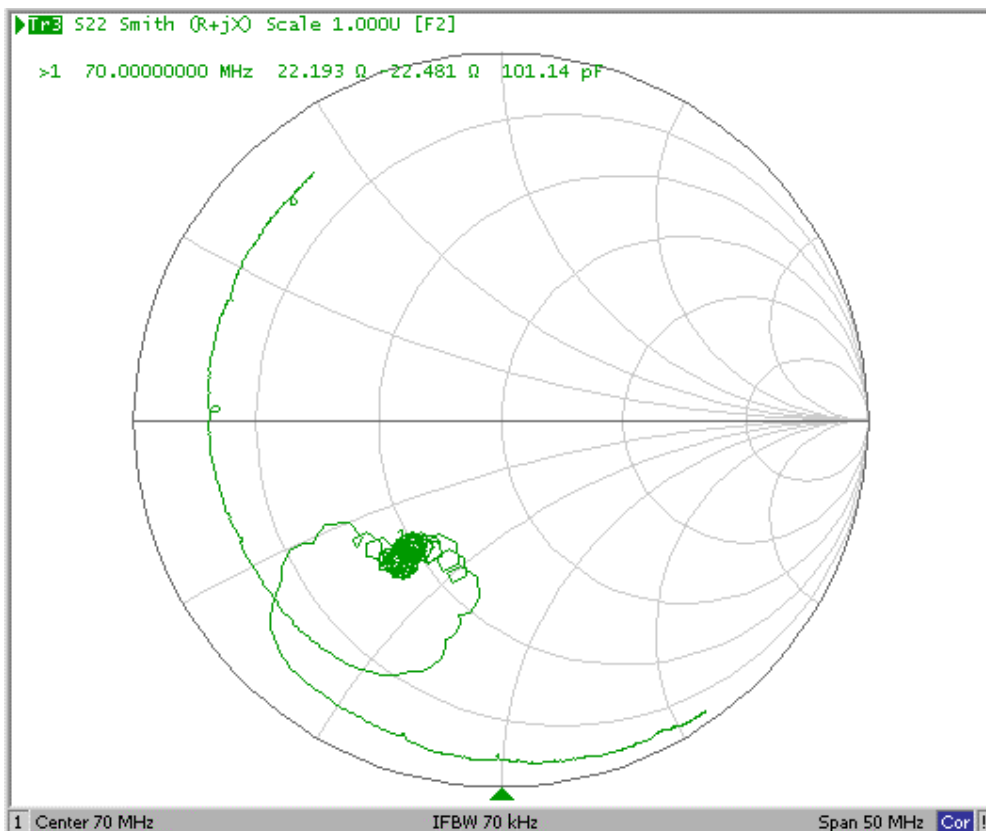 Tr3 S22 Smith (R+jX) Scale 1.000U [F2]
>1 70.00000000 MHz 22.193 Ω -22.481 Ω 101.14 pF
1 Center 70 MHz IFBW 70 kHz Span 50 MHz Cor !